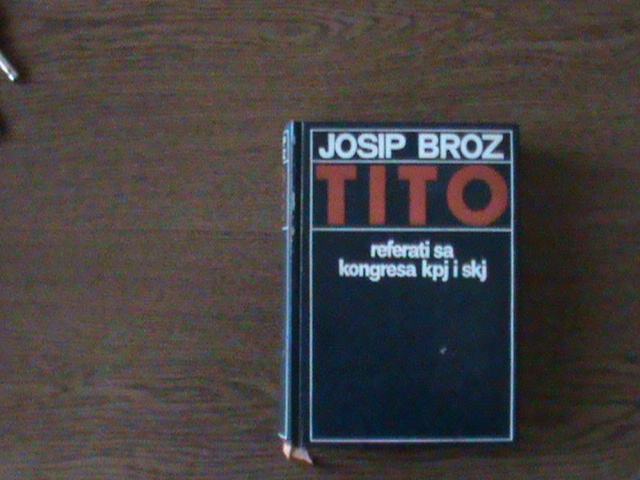 JOSIP BROZ
TITO
referati sa
kongresa kpj i skj